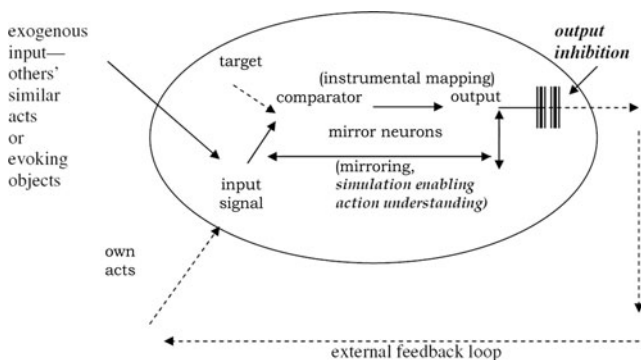 exogenous
input—
others'
similar
acts
or
evoking
objects
output
inhibition
target
(instrumental mapping)
comparator
output
mirror neurons
(mirroring,
simulation enabling
action understanding)
input
signal
own
acts
external feedback loop